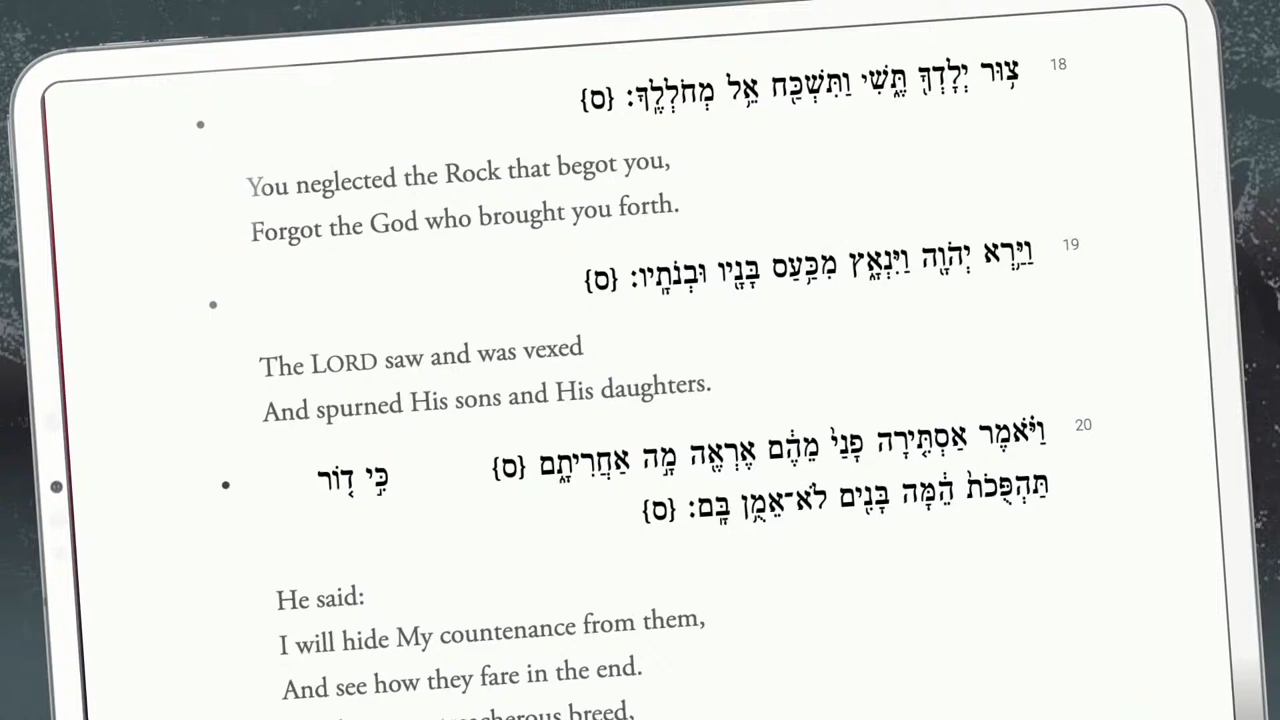 18
צ֥וּר יְלָדְךָ֖ תֶּ֑שִׁי וַתִּשְׁכַּ֖ח אֵ֥ל מְחֹלְלֶֽךָ׃ {ס}
You neglected the Rock that begot you,
Forgot the God who brought you forth.
19
וַיַּ֥רְא יְהֹוָ֖ה וַיִּנְאָ֑ץ מִכַּ֥עַס בָּנָ֖יו וּבְנֹתָֽיו׃ {ס}
The LORD saw and was vexed
And spurned His sons and His daughters.
20
וַיֹּ֗אמֶר אַסְתִּ֤ירָה פָנַי֙ מֵהֶ֔ם אֶרְאֶ֖ה מָ֣ה אַחֲרִיתָ֑ם {ס} כִּ֣י ד֤וֹר
תַּהְפֻּכֹת֙ הֵ֔מָּה בָּנִ֖ים לֹא־אֵמֻ֥ן בָּֽם׃ {ס}
He said:
I will hide My countenance from them,
And see how they fare in the end.
breed,